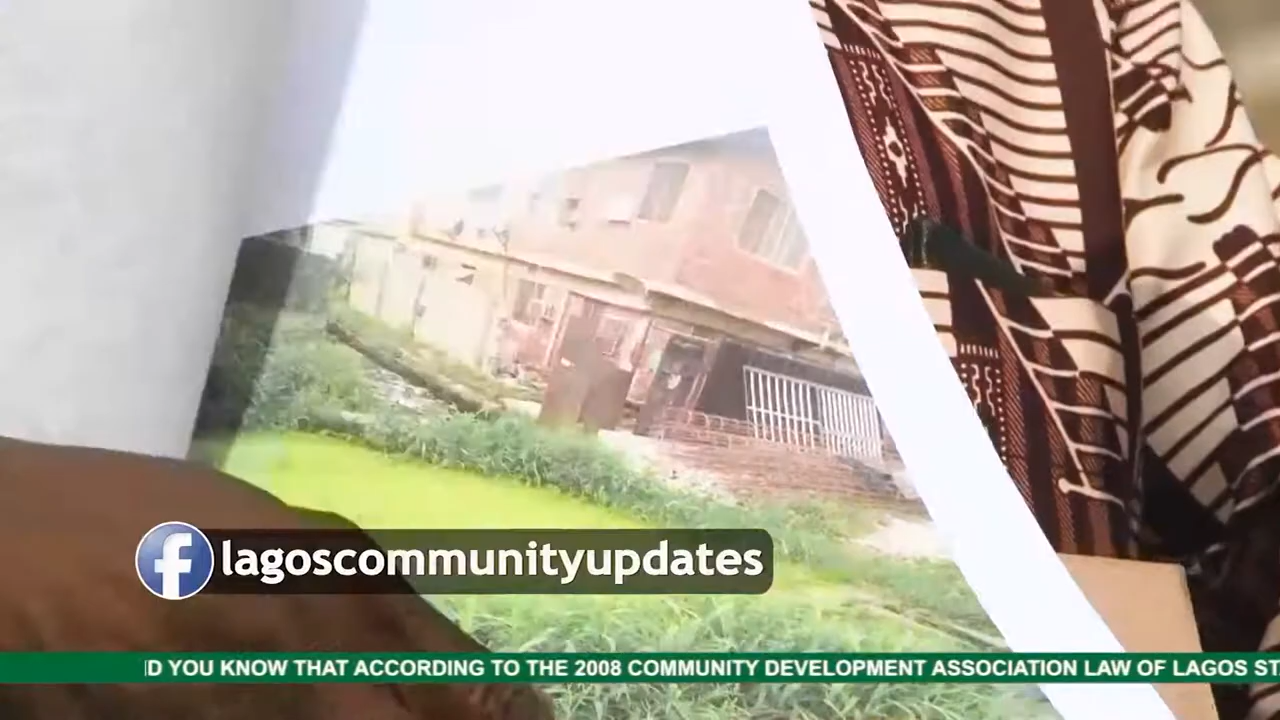 lagoscommunityupdates
D YOU KNOW THAT ACCORDING TO THE 2008 COMMUNITY DEVELOPMENT ASSOCIATION LAW OF LAGOS ST